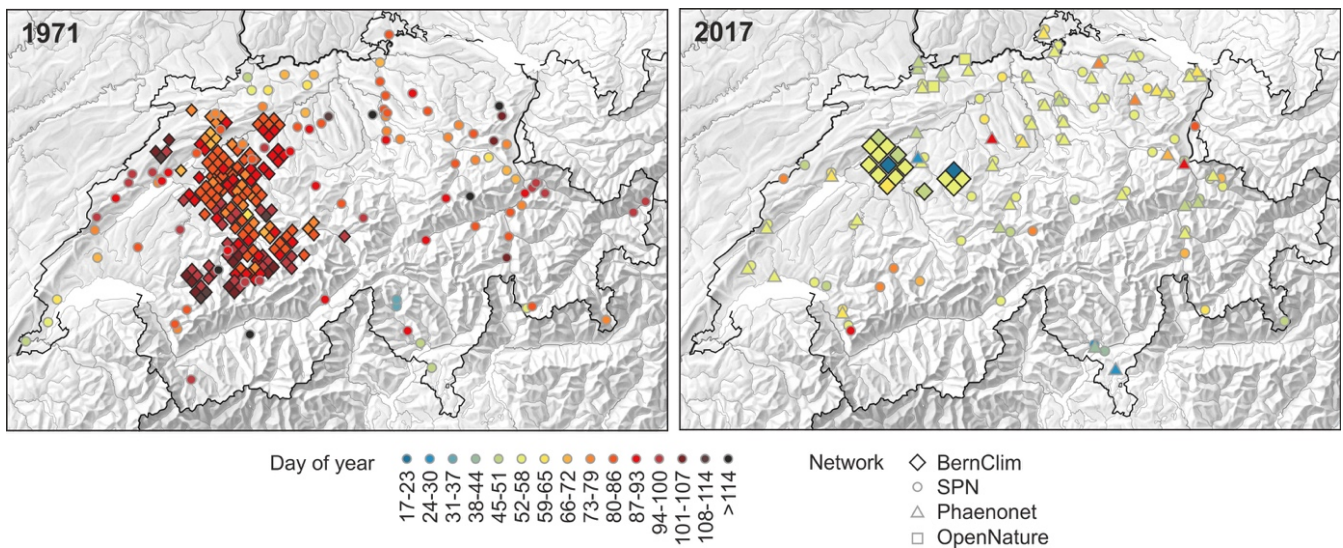 1971
2017
Day of year
17-23
24-30
31-37
38-44
45-51
52-58
59-65
66-72
73-79
80-86
87-93
94-100
101-107
108-114
>114
Network
BernClim
SPN
Phaenonet
OpenNature